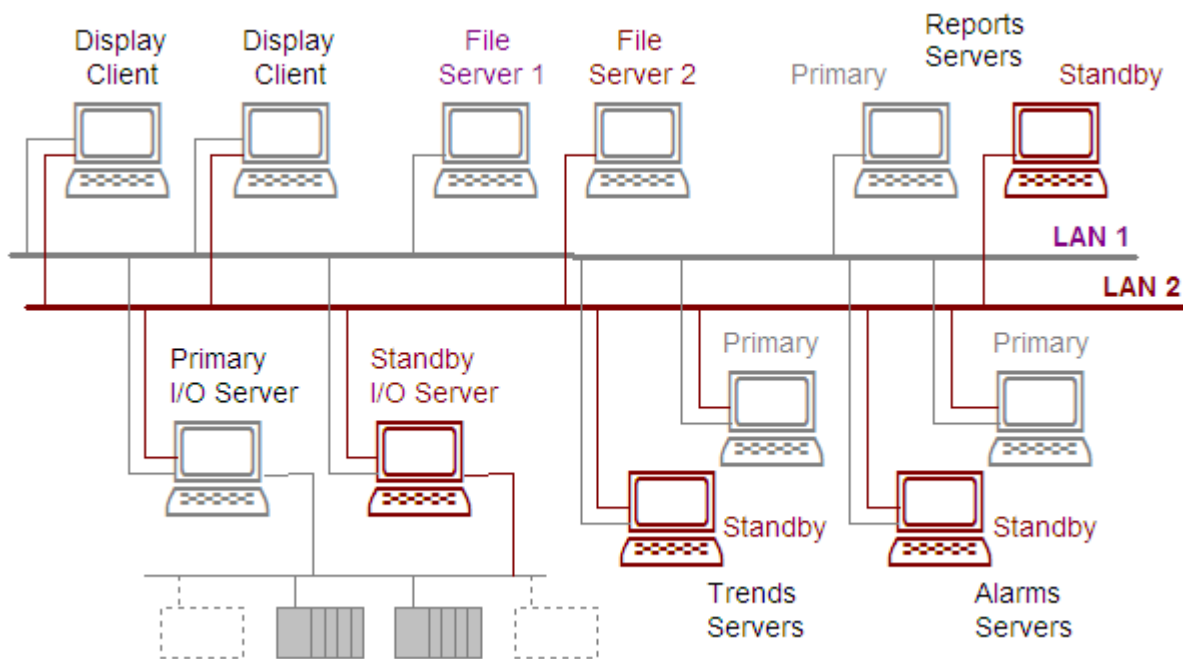 Display
Client
Display
Client
File
Server 1
File
Server 2
Reports
Servers
Primary
Standby
LAN 1
LAN 2
Primary
I/O Server
Standby
I/O Server
Primary
Primary
Standby
Standby
Trends
Servers
Alarms
Servers